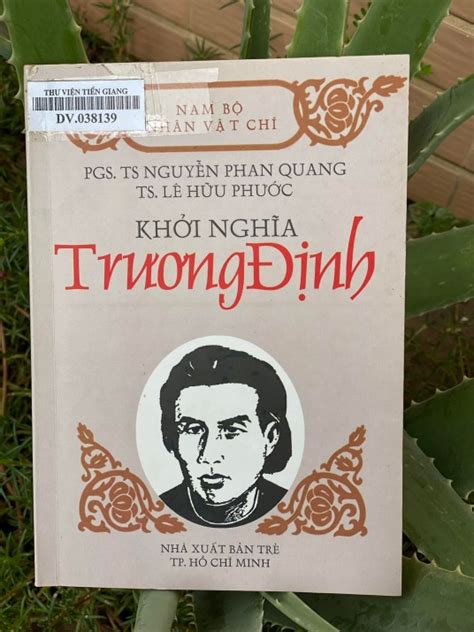 THƯ VIỆN TIỀN GIANG
DV.038139
NAM BỘ
NHÂN VẬT CHÍ
PGS. TS NGUYỄN PHAN QUANG
TS. LÊ HỮU PHƯỚC
KHỞI NGHĨA
Trương Định
NHÀ XUẤT BẢN TRẺ
TP. HỒ CHÍ MINH